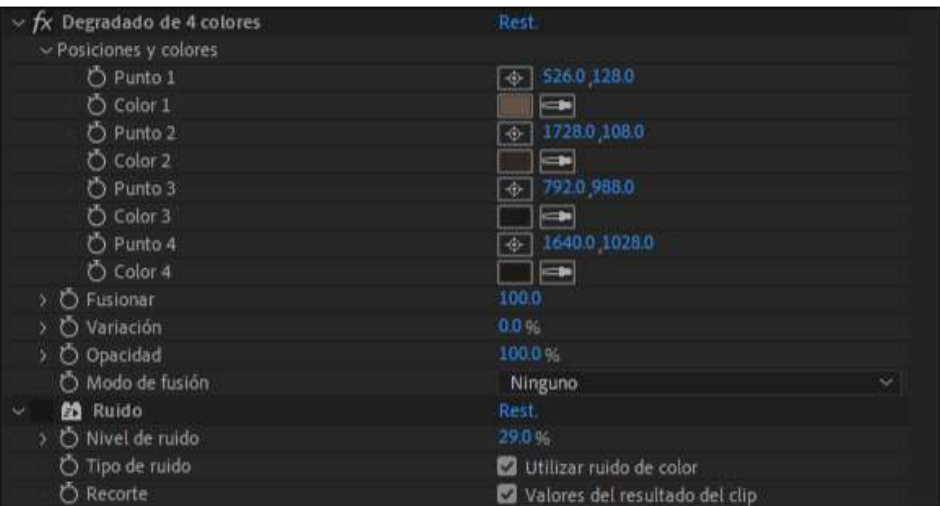 fx Degradado de 4 colores Rest.
Posiciones y colores
Punto 1 526.0 ,128.0
Color 1
Punto 2 1728.0 ,108.0
Color 2
Punto 3 792.0 ,988.0
Color 3
Punto 4 1640.0 ,1028.0
Color 4
Fusionar 100.0
Variación 0.0 %
Opacidad 100.0 %
Modo de fusión Ninguno
Ruido Rest.
Nivel de ruido 29.0 %
Tipo de ruido Utilizar ruido de color
Recorte Valores del resultado del clip